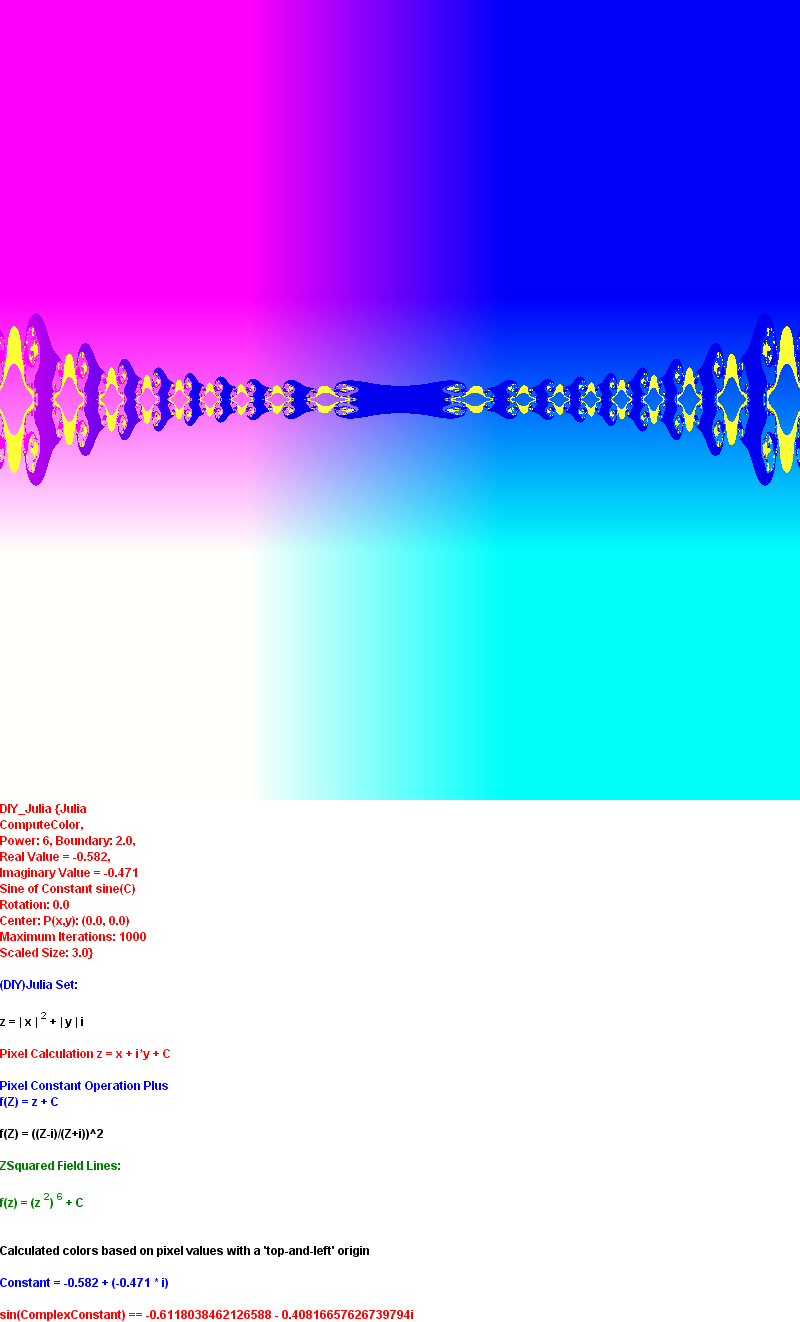 DIY_Julia {Julia
ComputeColor,
Power: 6, Boundary: 2.0,
Real Value = -0.582,
Imaginary Value = -0.471
Sine of Constant sine(C)
Rotation: 0.0
Center: P(x,y): (0.0, 0.0)
Maximum Iterations: 1000
Scaled Size: 3.0}
(DIY)Julia Set:
z = | x | 2 + | y | i
Pixel Calculation z = x + i*y + C
Pixel Constant Operation Plus
f(Z) = z + C
f(Z) = ((Z-i)/(Z+i))^2
ZSquared Field Lines:
f(z) = (z 2) 6 + C
Calculated colors based on pixel values with a 'top-and-left' origin
Constant = -0.582 + (-0.471 * i)
sin(ComplexConstant) == -0.6118038462126588 - 0.40816657626739794i